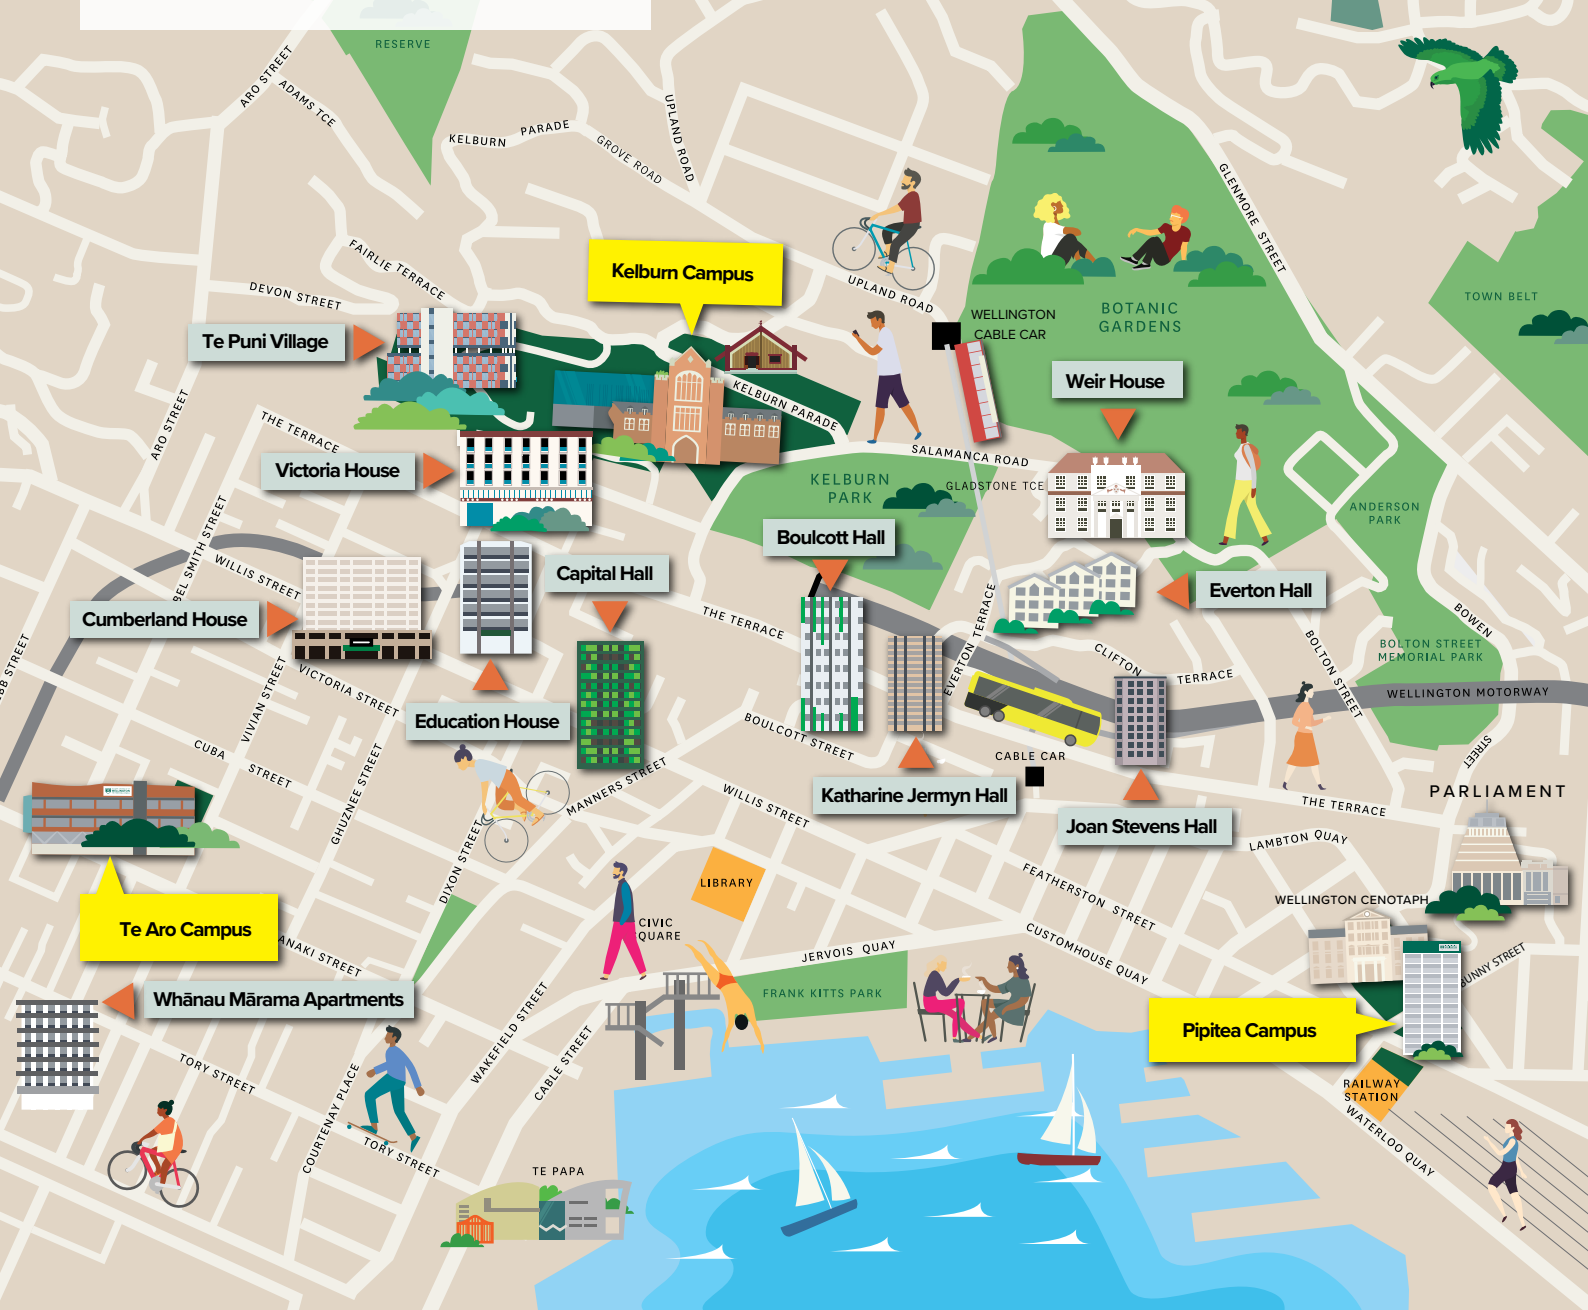 RESERVE
ARO STREET
ADAMS TCE
KELBURN PARADE
GROVE ROAD
UPLAND ROAD
GLENMORE STREET
FAIRLIE TERRACE
DEVON STREET
Kelburn Campus
UPLAND ROAD
WELLINGTON
CABLE CAR
BOTANIC
GARDENS
TOWN BELT
Te Puni Village
KELBURN PARADE
Weir House
ARO STREET
THE TERRACE
Victoria House
SALAMANCA ROAD
KELBURN
PARK
GLADSTONE TCE
ANDERSON
PARK
Boulcott Hall
WILLIS STREET
Capital Hall
Everton Hall
Cumberland House
THE TERRACE
EVERTON TERRACE
CLIFTON TERRACE
BOLTON STREET
BOWEN
STREET
BOLTON STREET
MEMORIAL PARK
WELLINGTON MOTORWAY
VIVIAN STREET
VICTORIA STREET
Education House
BOULCOTT STREET
CABLE CAR
CUBA STREET
GHUZNEE STREET
MANNERS STREET
WILLIS STREET
Katharine Jermyn Hall
Joan Stevens Hall
THE TERRACE
PARLIAMENT
LAMBTON QUAY
DIXON STREET
LIBRARY
FEATHERSTON STREET
WELLINGTON CENOTAPH
Te Aro Campus
CIVIC
SQUARE
JERVOIS QUAY
CUSTOMHOUSE QUAY
BUNNY STREET
Whānau Mārama Apartments
FRANK KITTS PARK
Pipitea Campus
WAKEFIELD STREET
CABLE STREET
TORY STREET
COURTENAY PLACE
TORY STREET
RAILWAY
STATION
WATERLOO QUAY
TE PAPA